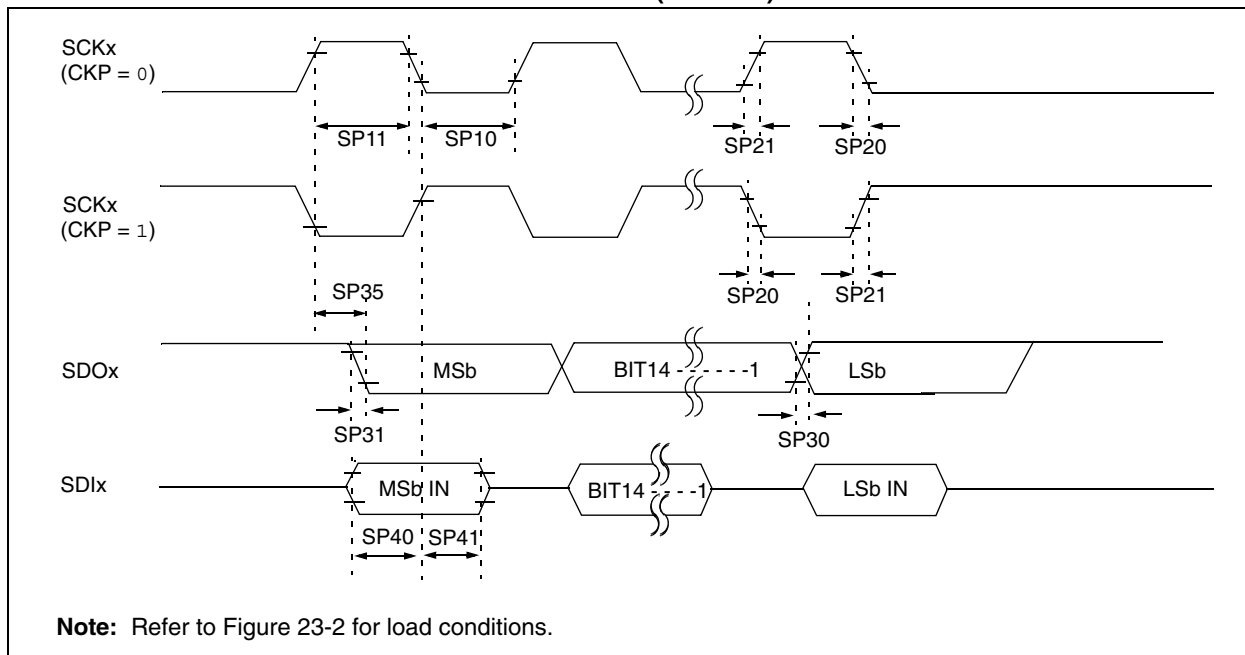 SCKx
(CKP = 0)
SP11
SP10
SP21
SP20
SCKx
(CKP = 1)
SP35
SP20
SP21
SDOx
MSb
BIT14 - - - - - - -1
LSb
SP31
SP30
SDIx
MSb IN
BIT14 - - - - -1
LSb IN
SP40
SP41
Note: Refer to Figure 23-2 for load conditions.